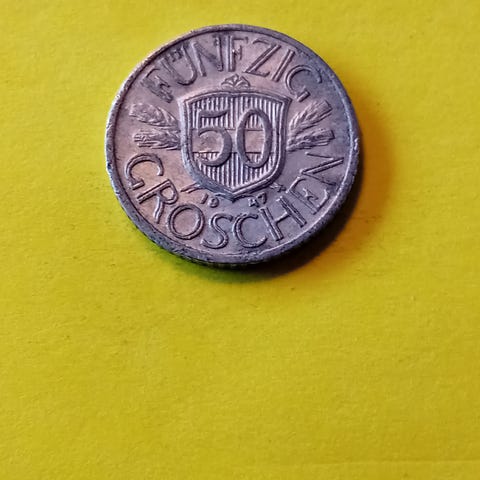 FÜNFZIG
50
19 47
GROSCHEN